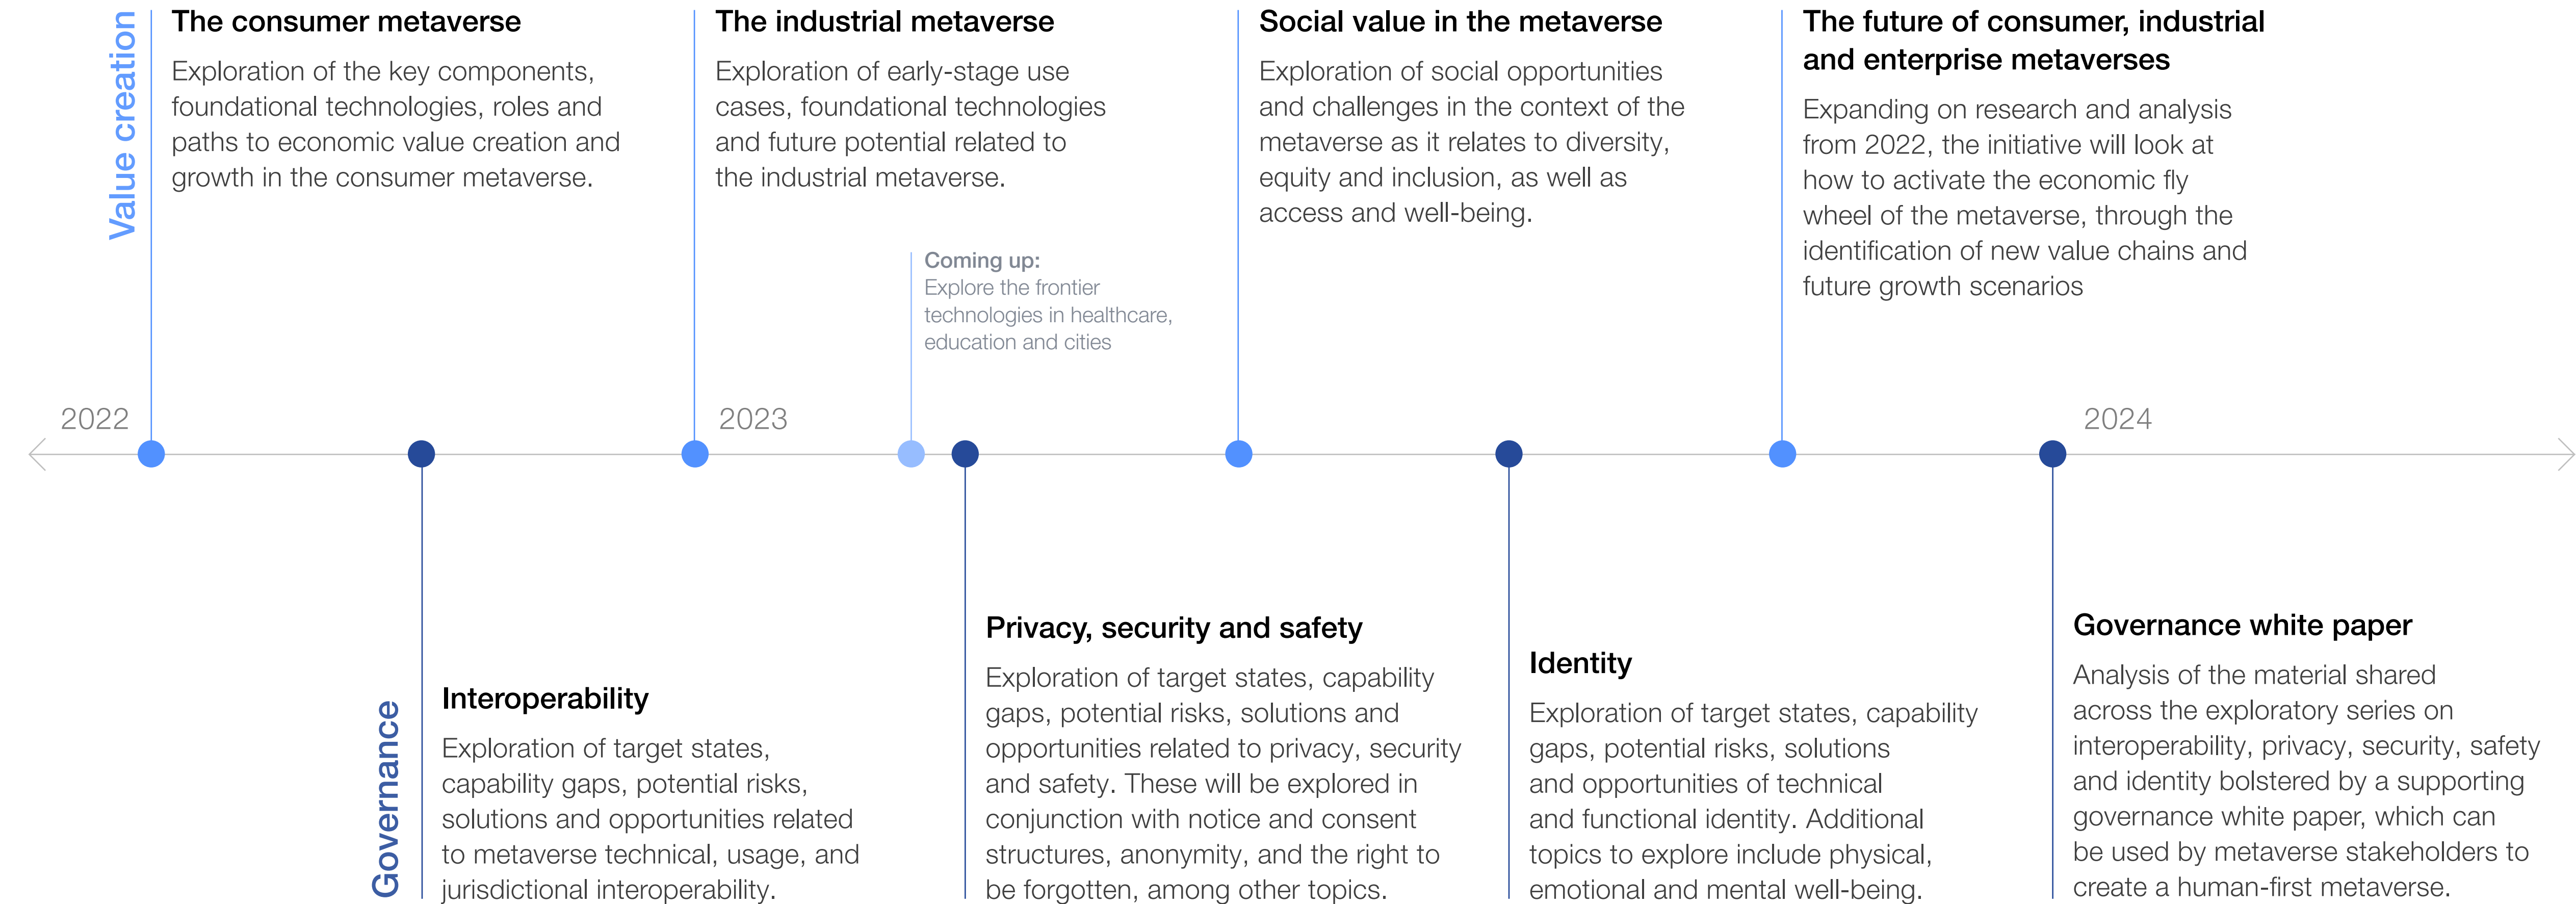 Value creation
The consumer metaverse
Exploration of the key components,
foundational technologies, roles and
paths to economic value creation and
growth in the consumer metaverse.
The industrial metaverse
Exploration of early-stage use
cases, foundational technologies
and future potential related to
the industrial metaverse.
Coming up:
Explore the frontier
technologies in healthcare,
education and cities
Social value in the metaverse
Exploration of social opportunities
and challenges in the context of the
metaverse as it relates to diversity,
equity and inclusion, as well as
access and well-being.
The future of consumer, industrial
and enterprise metaverses
Expanding on research and analysis
from 2022, the initiative will look at
how to activate the economic fly
wheel of the metaverse, through the
identification of new value chains and
future growth scenarios
2022
2023
2024
Governance
Interoperability
Exploration of target states,
capability gaps, potential risks,
solutions and opportunities related
to metaverse technical, usage, and
jurisdictional interoperability.
Privacy, security and safety
Exploration of target states, capability
gaps, potential risks, solutions and
opportunities related to privacy, security
and safety. These will be explored in
conjunction with notice and consent
structures, anonymity, and the right to
be forgotten, among other topics.
Identity
Exploration of target states, capability
gaps, potential risks, solutions
and opportunities of technical
and functional identity. Additional
topics to explore include physical,
emotional and mental well-being.
Governance white paper
Analysis of the material shared
across the exploratory series on
interoperability, privacy, security, safety
and identity bolstered by a supporting
governance white paper, which can
be used by metaverse stakeholders to
create a human-first metaverse.